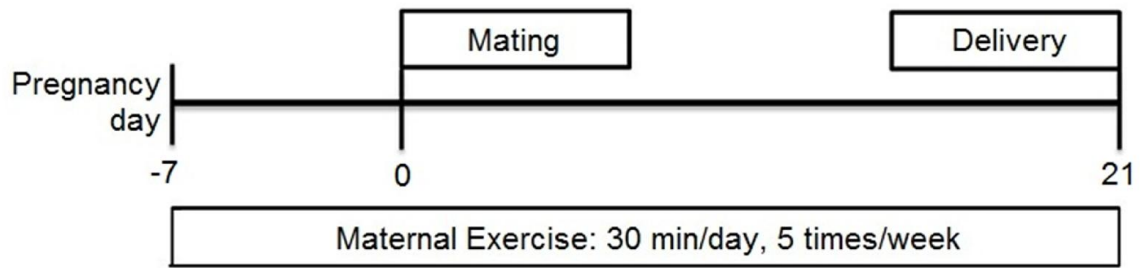 Mating
Delivery
Pregnancy
day
-7
0
21
Maternal Exercise: 30 min/day, 5 times/week